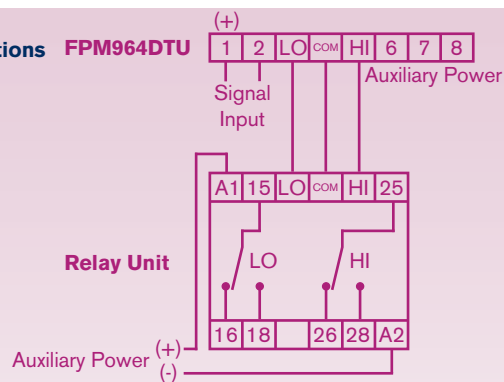 (+)
tions FPM964DTU 1 2 LO COM HI 6 7 8
Auxiliary Power
Signal
Input
A1 15 LO COM HI 25
Relay Unit
LO HI
16 18 26 28 A2
Auxiliary Power (+)
(-)